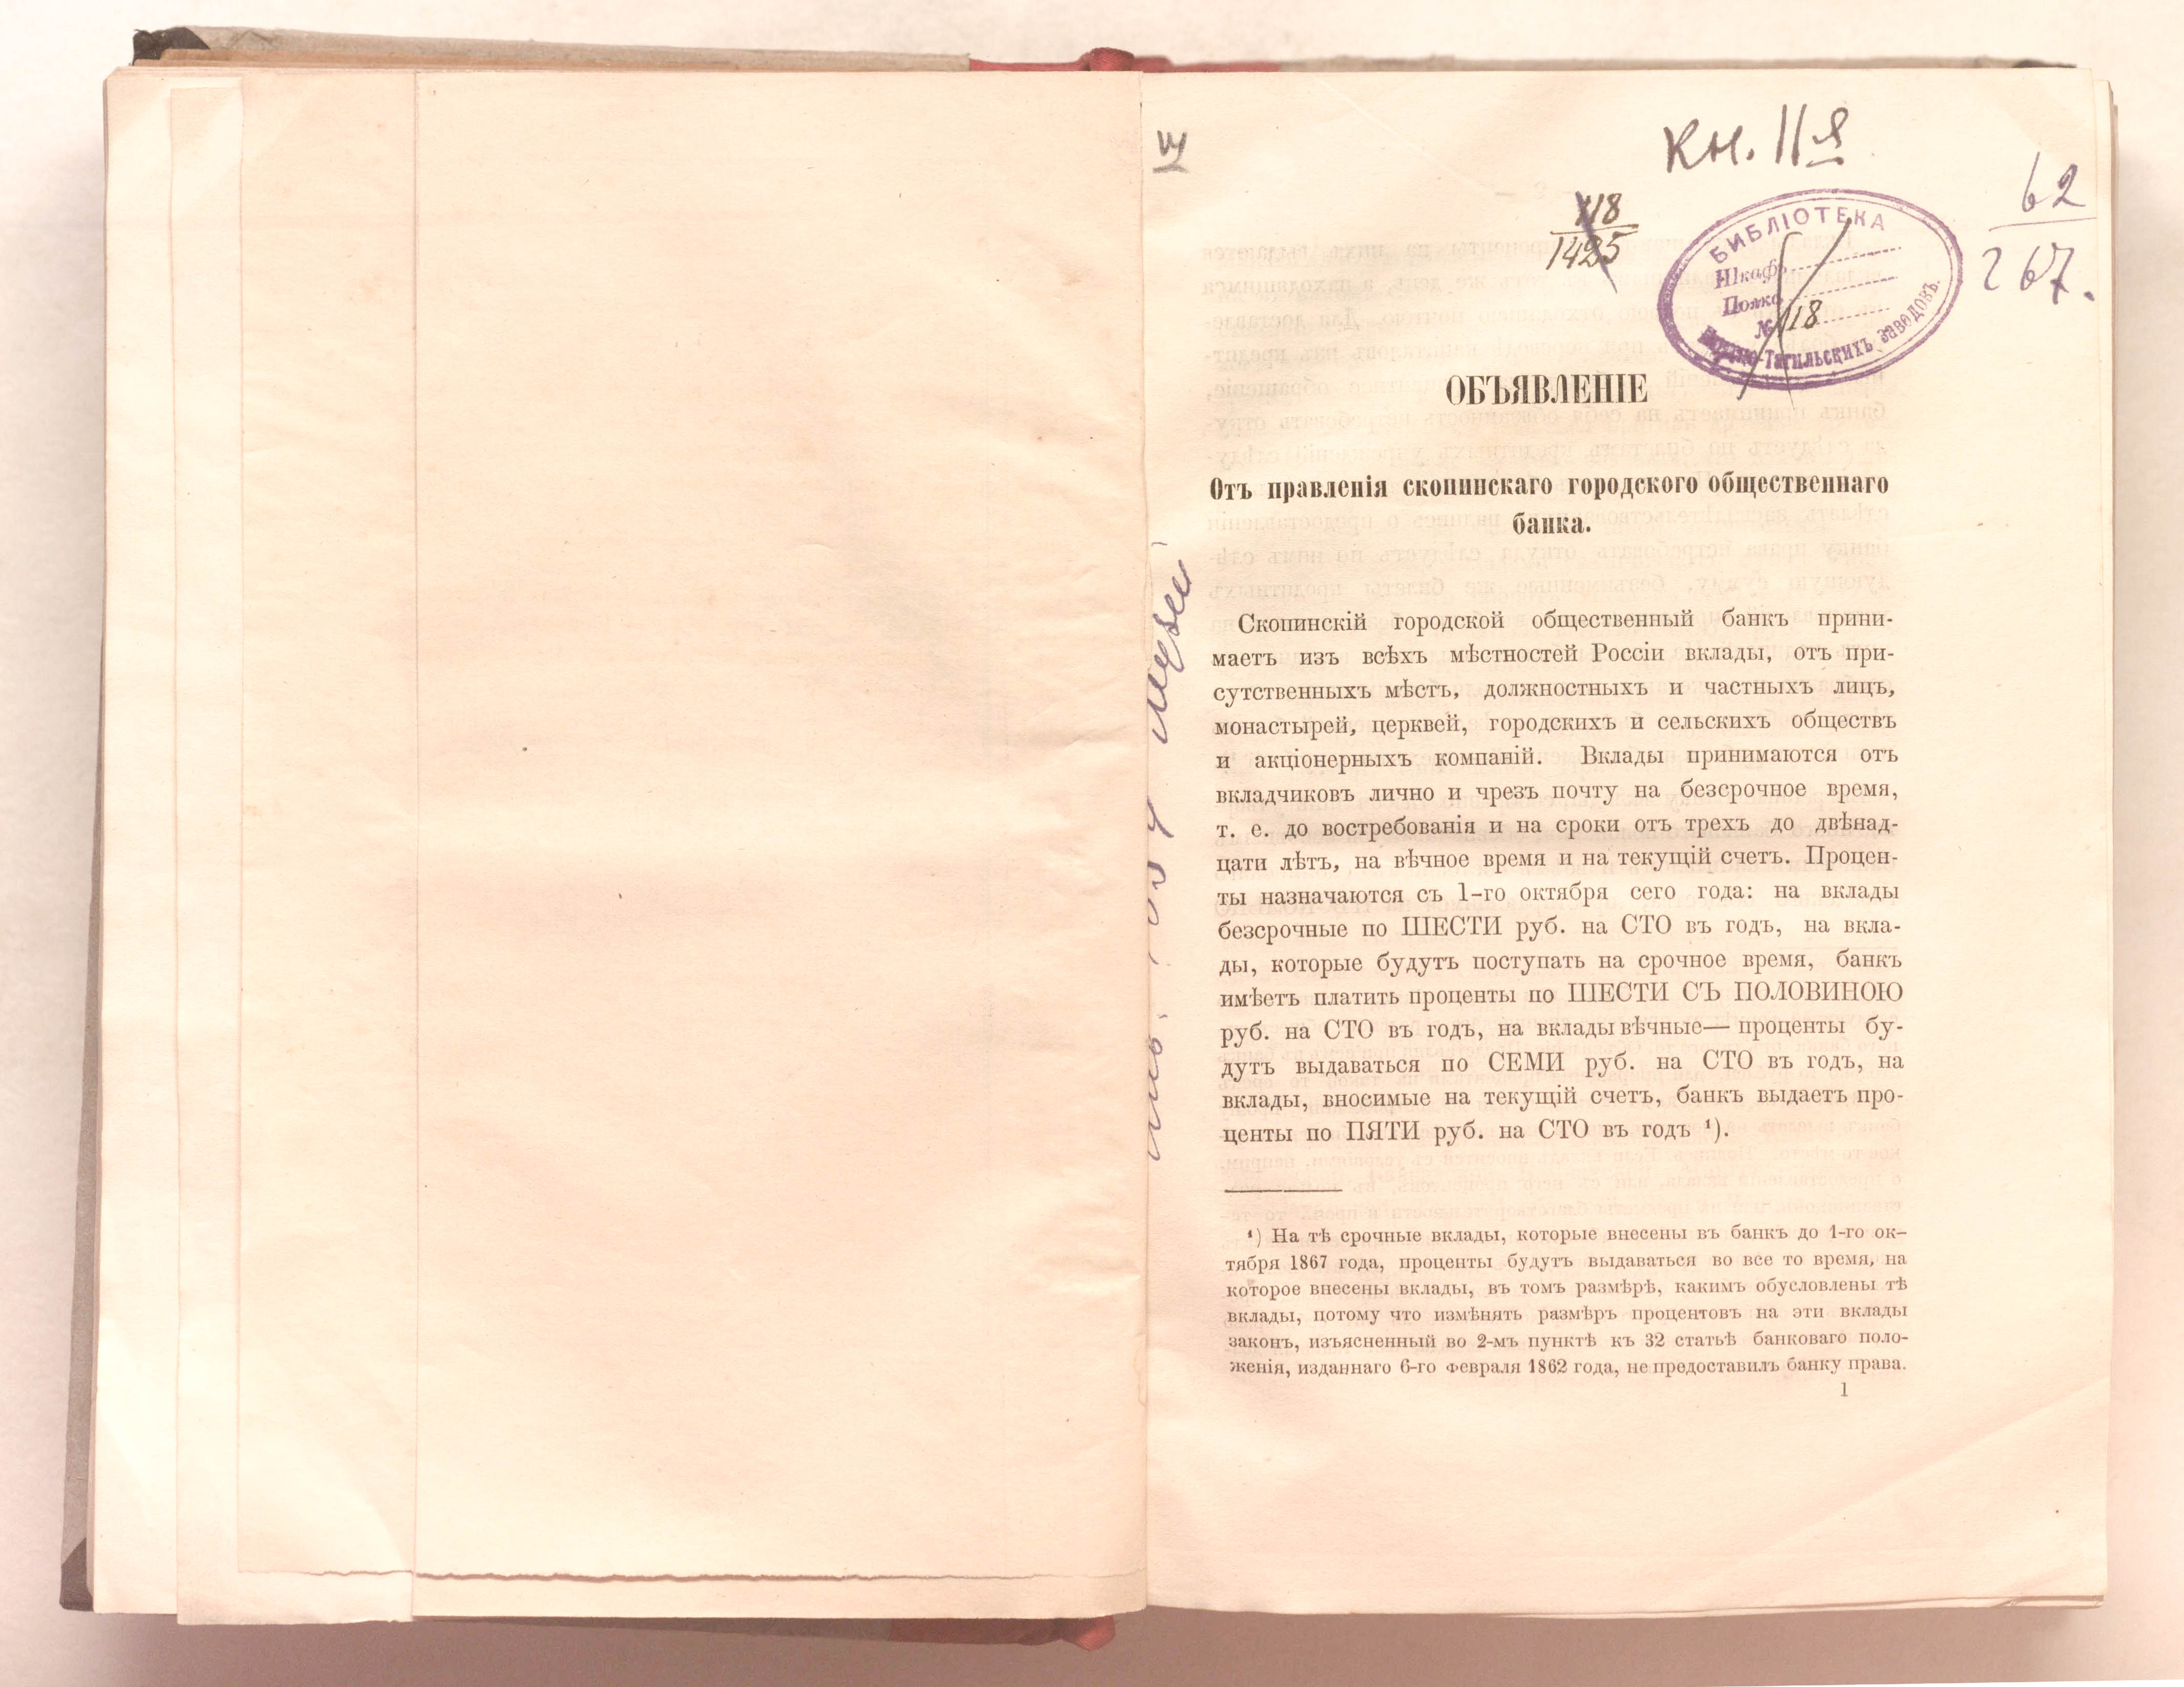 Кн. 11я
118
1425
62
267.
БИБЛІОТЕКА
Шкафъ
Полка
№ 118
Нижне-Тагильскихъ заводовъ.
ОБЪЯВЛЕНІЕ
Отъ правленія скопинскаго городского общественнаго
банка.
Скопинскій городской общественный банкъ прини-
маетъ изъ всѣхъ мѣстностей Россіи вклады, отъ при-
сутственныхъ мѣстъ, должностныхъ и частныхъ лицъ,
монастырей, церквей, городскихъ и сельскихъ обществъ
и акціонерныхъ компаній. Вклады принимаются отъ
вкладчиковъ лично и чрезъ почту на безсрочное время,
т. е. до востребованія и на сроки отъ трехъ до двѣнад-
цати лѣтъ, на вѣчное время и на текущій счетъ. Процен-
ты назначаются съ 1-го октября сего года: на вклады
безсрочные по ШЕСТИ руб. на СТО въ годъ, на вкла-
ды, которые будутъ поступать на срочное время, банкъ
имѣетъ платить проценты по ШЕСТИ СЪ ПОЛОВИНОЮ
руб. на СТО въ годъ, на вклады вѣчные— проценты бу-
дутъ выдаваться по СЕМИ руб. на СТО въ годъ, на
вклады, вносимые на текущій счетъ, банкъ выдаетъ про-
центы по ПЯТИ руб. на СТО въ годъ ¹).
¹) На тѣ срочные вклады, которые внесены въ банкъ до 1-го ок-
тября 1867 года, проценты будутъ выдаваться во все то время, на
которое внесены вклады, въ томъ размѣрѣ, какимъ обусловлены тѣ
вклады, потому что измѣнять размѣръ процентовъ на эти вклады
законъ, изъясненный во 2-мъ пунктѣ къ 32 статьѣ банковаго поло-
женія, изданнаго 6-го февраля 1862 года, не предоставилъ банку права.
1